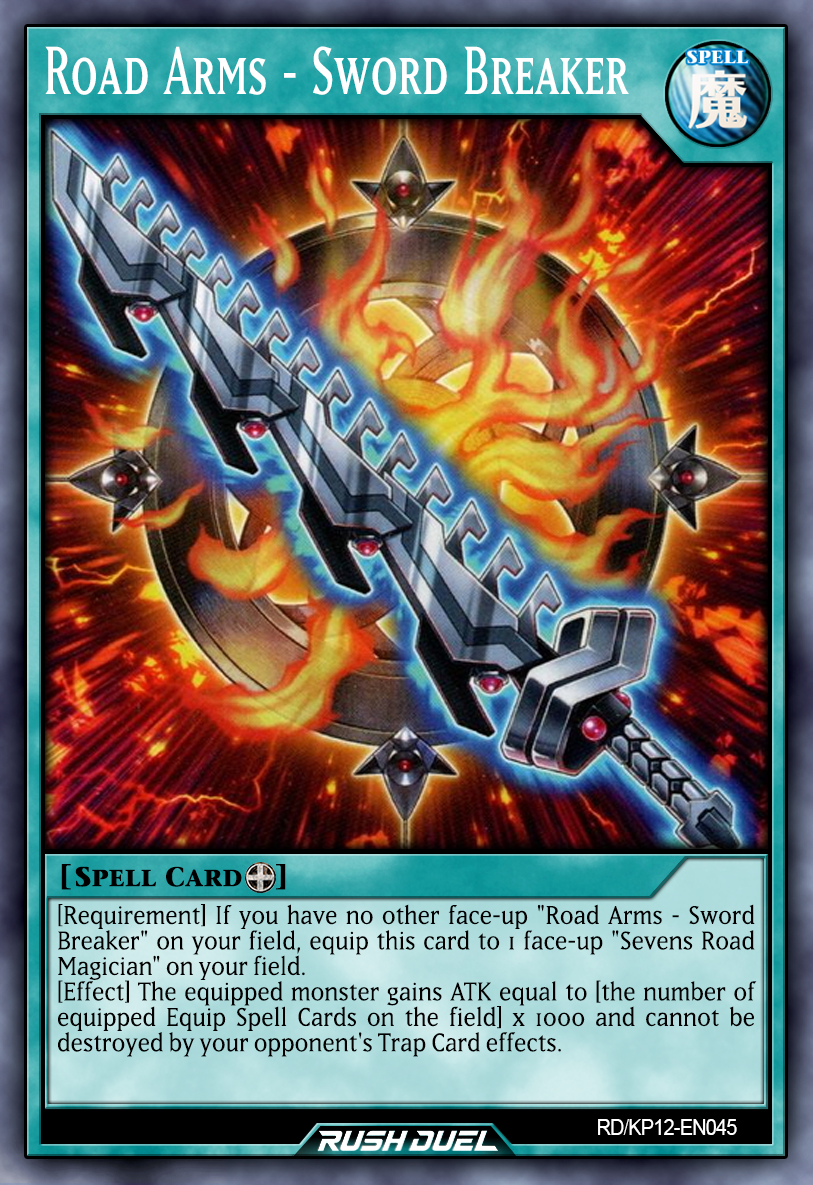 Road Arms - Sword Breaker
SPELL
魔
[Spell Card]
[Requirement] If you have no other face-up "Road Arms - Sword
Breaker" on your field, equip this card to 1 face-up "Sevens Road
Magician" on your field.
[Effect] The equipped monster gains ATK equal to [the number of
equipped Equip Spell Cards on the field] x 1000 and cannot be
destroyed by your opponent's Trap Card effects.
RD/KP12-EN045
RUSH DUEL